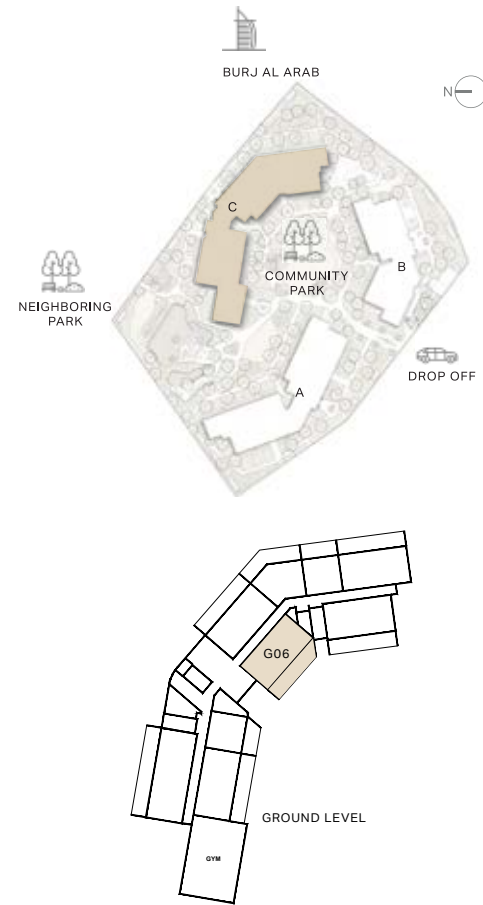 BURJ AL ARAB
N
C
COMMUNITY
PARK
B
NEIGHBORING
PARK
DROP OFF
A
G06
GROUND LEVEL
GYM